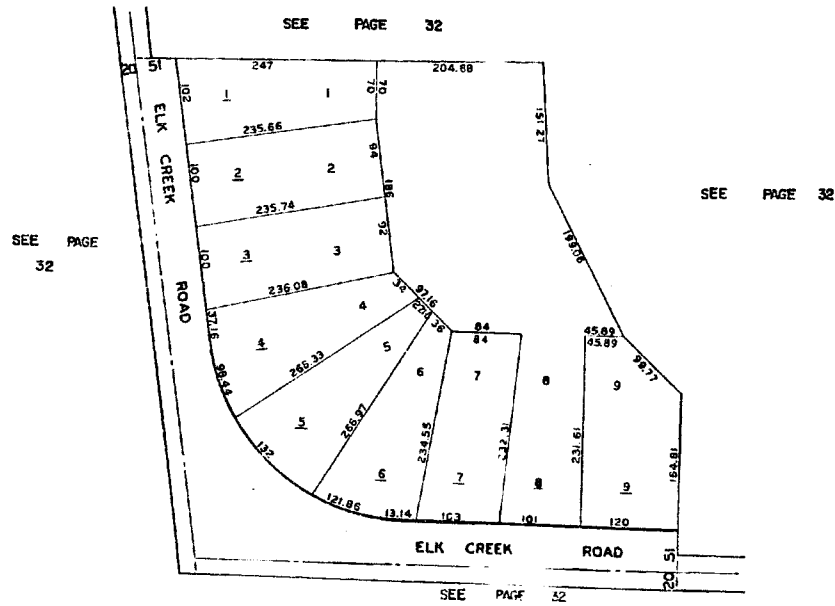 SEE PAGE 32
20 51 247 204.68
102 1 1 70 70
151.27
235.66
ELK CREEK ROAD
100 2 2 94
186
235.74
SEE PAGE 32
SEE PAGE
32
100 3 3 92
199.06
236.08
34 97.16
37.16 4 4
36
84 45.89
84 45.89
5
98.44 266.33
6 7 8 9
98.77
5
266.97
132
234.55 232.31 231.61 164.81
6 7 8 9
121.86 13.14 103 101 120
ELK CREEK ROAD
51
20
SEE PAGE 32